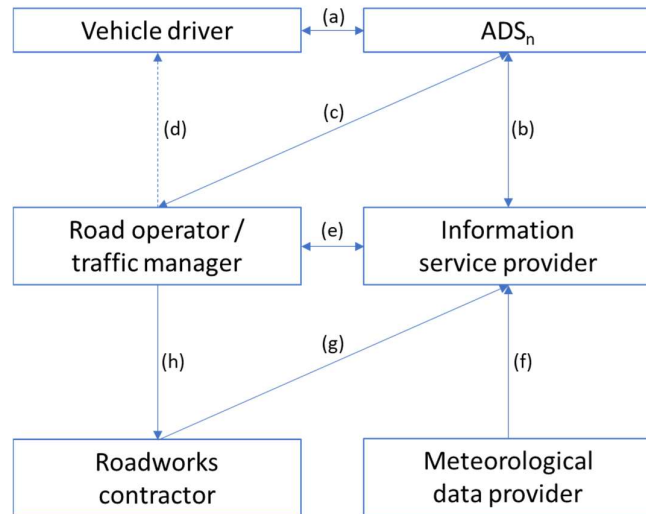 Vehicle driver
(a)
ADSn
(d)
(c)
(b)
Road operator /
traffic manager
(e)
Information
service provider
(h)
(g)
(f)
Roadworks
contractor
Meteorological
data provider